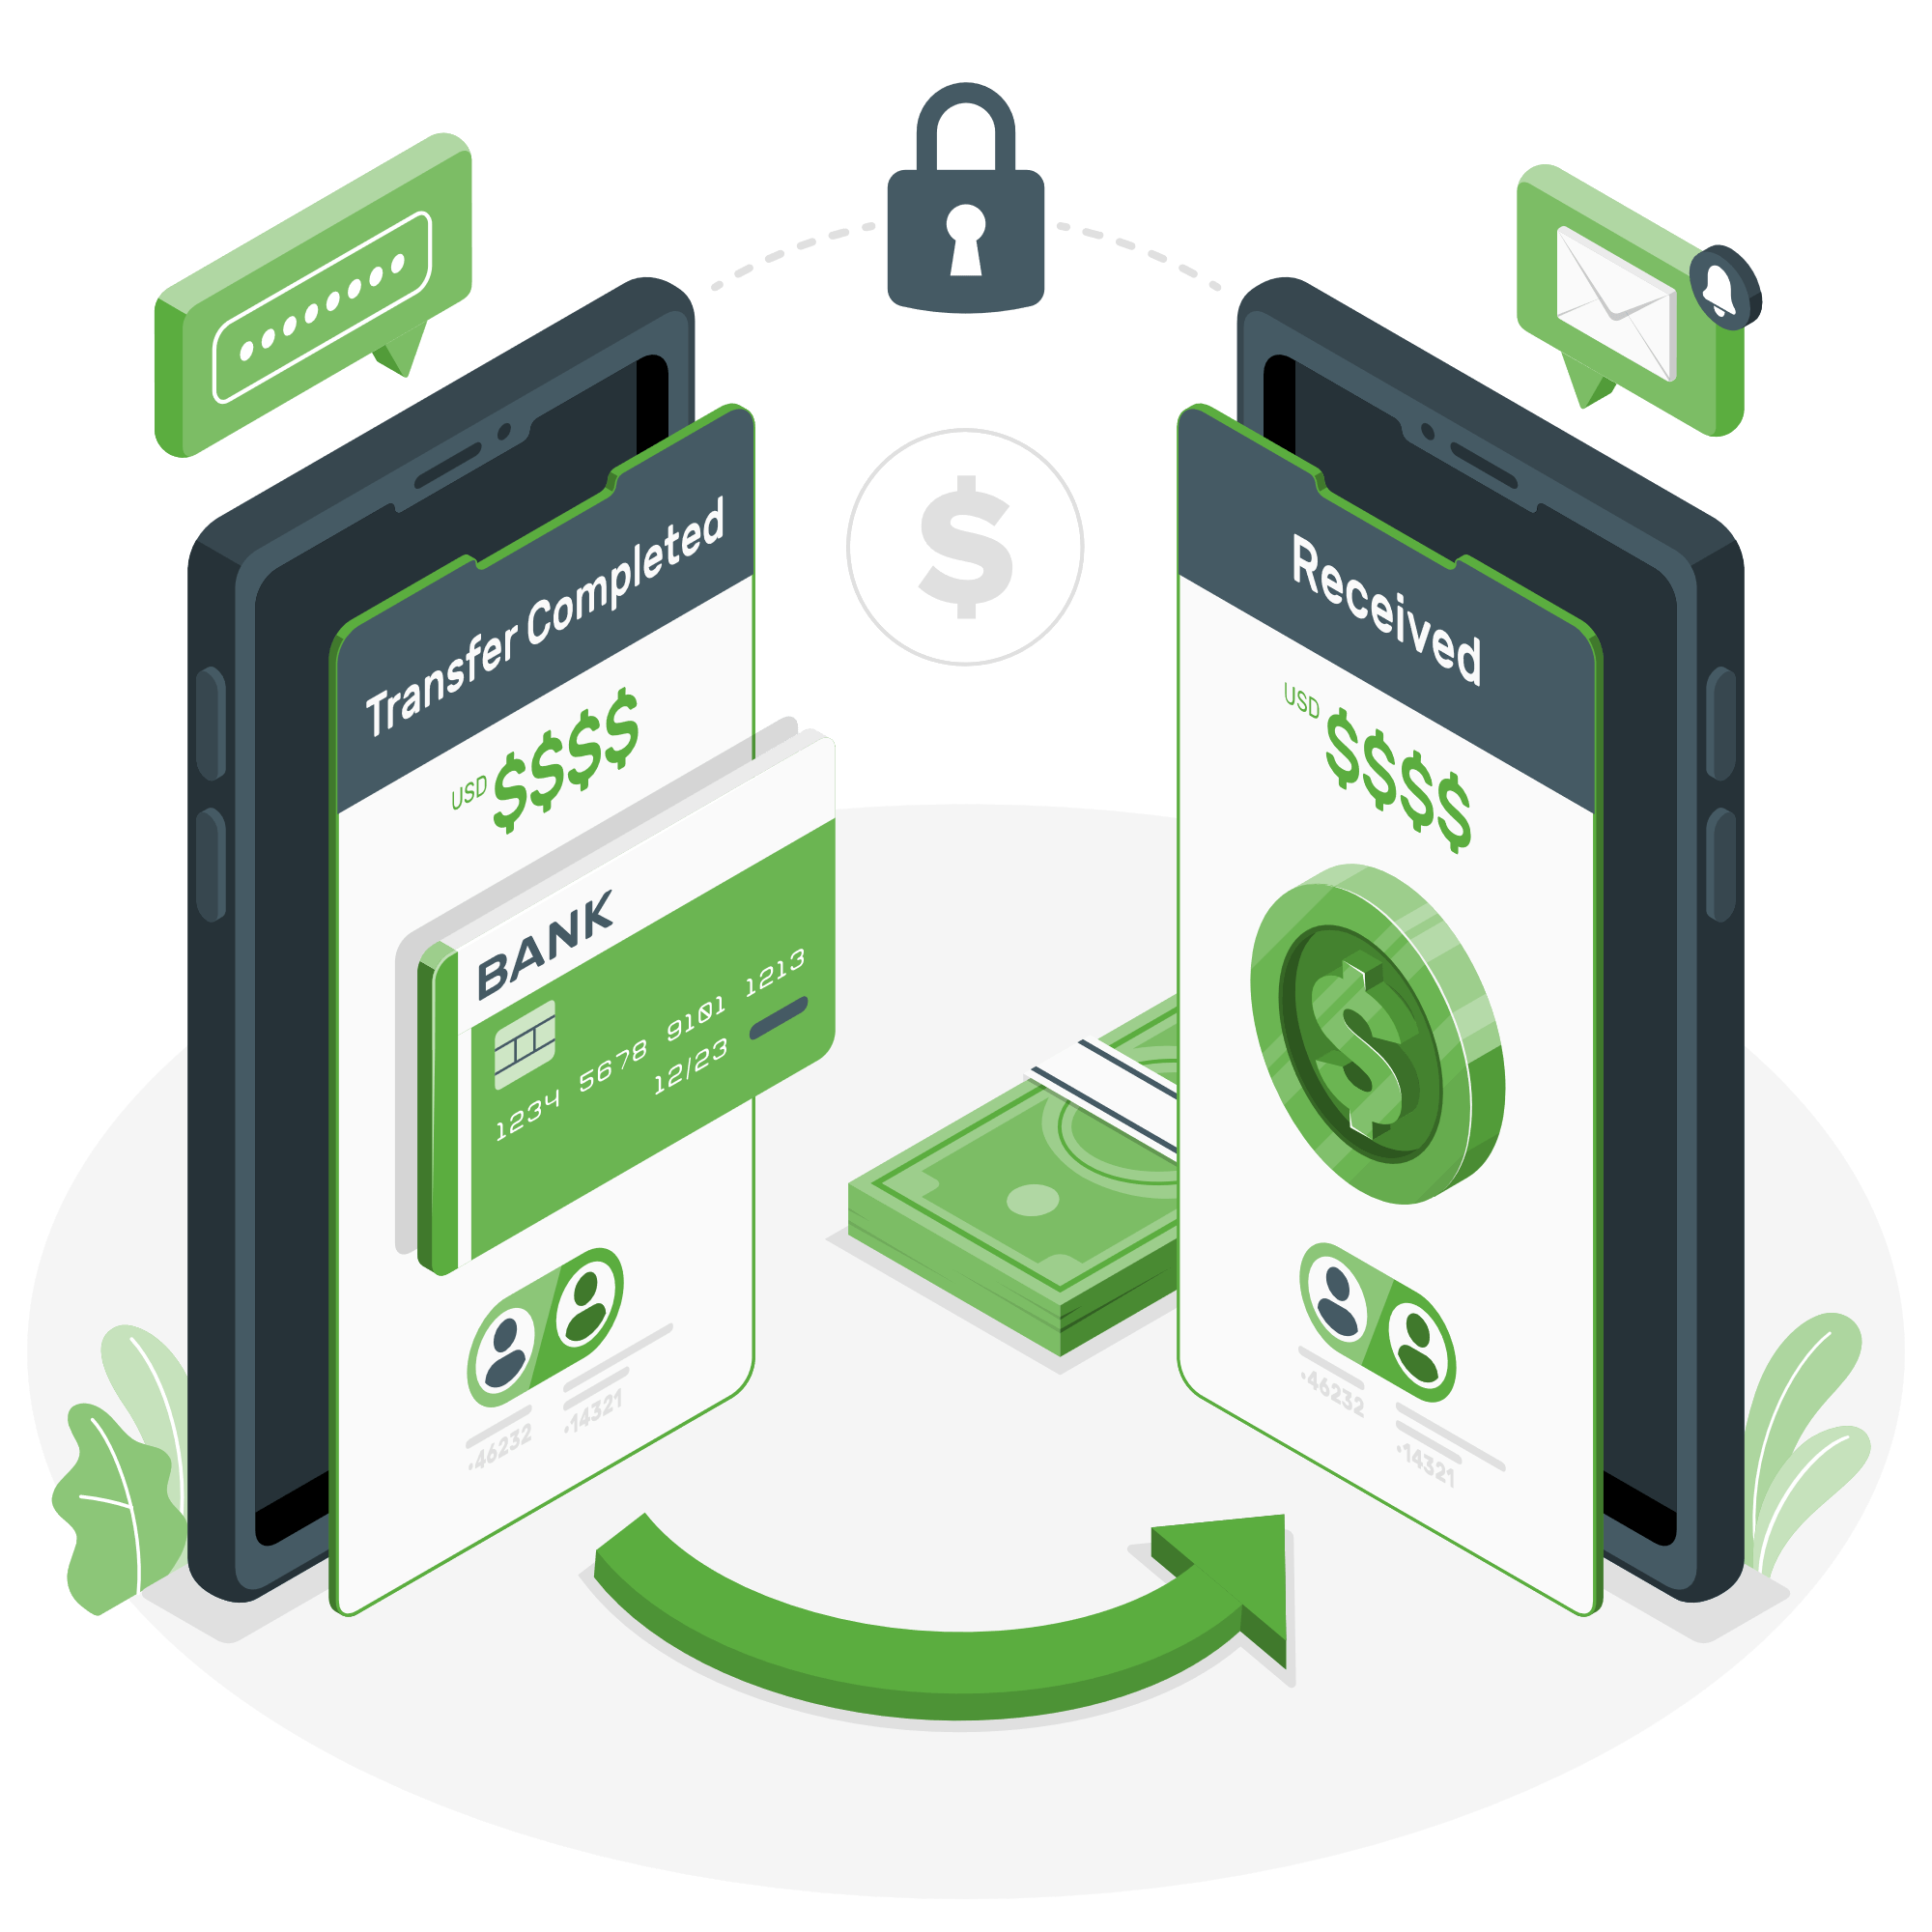 $
Transfer Completed
USD $$$$
BANK
1234 5678 9101 1213
12/23
·46232
·14321
Received
USD $$$$
$
·46232
·14321